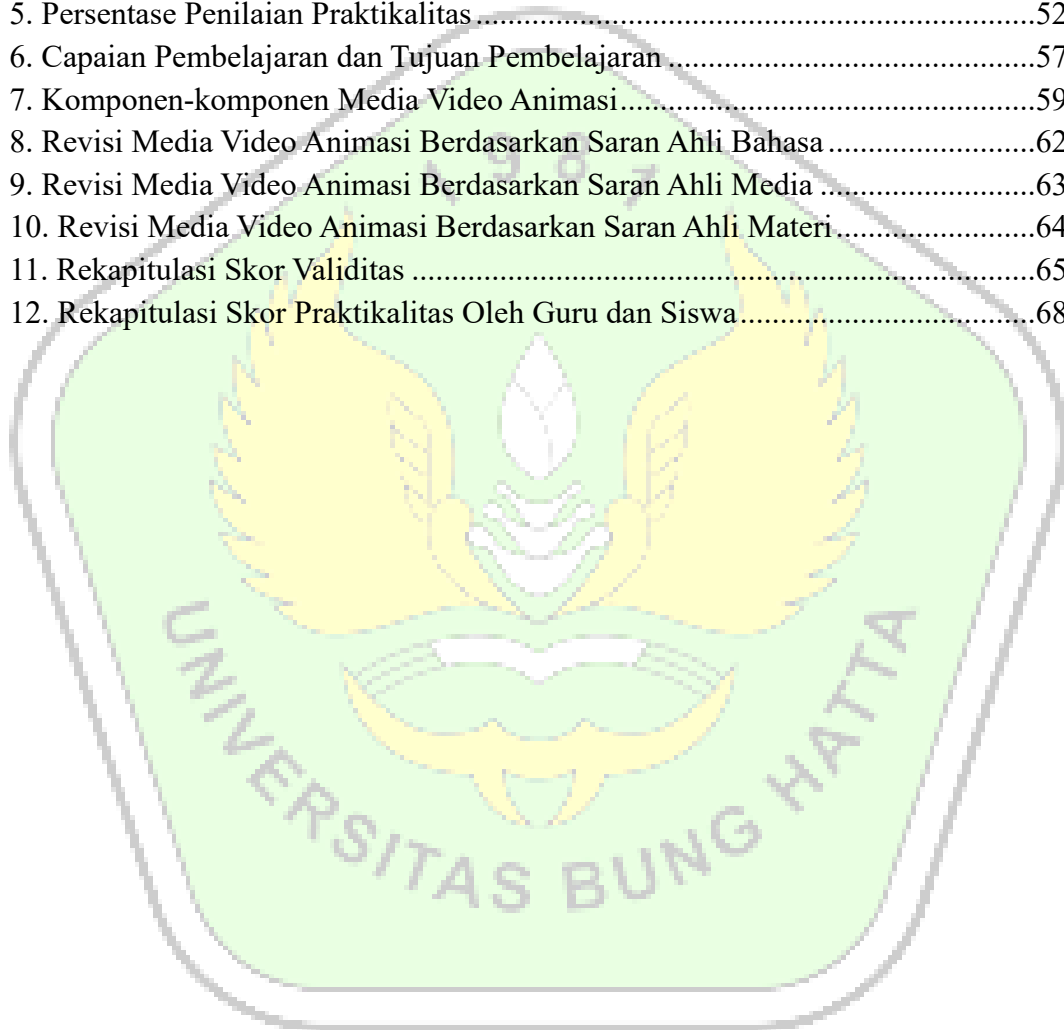 5. Persentase Penilaian Praktikalitas....................................................................52
6. Capaian Pembelajaran dan Tujuan Pembelajaran ............................................57
7. Komponen-komponen Media Video Animasi..................................................59
8. Revisi Media Video Animasi Berdasarkan Saran Ahli Bahasa .........................62
9. Revisi Media Video Animasi Berdasarkan Saran Ahli Media ..........................63
10. Revisi Media Video Animasi Berdasarkan Saran Ahli Materi........................64
11. Rekapitulasi Skor Validitas ...........................................................................65
12. Rekapitulasi Skor Praktikalitas Oleh Guru dan Siswa....................................68
1987
UNIVERSITAS BUNG HATTA